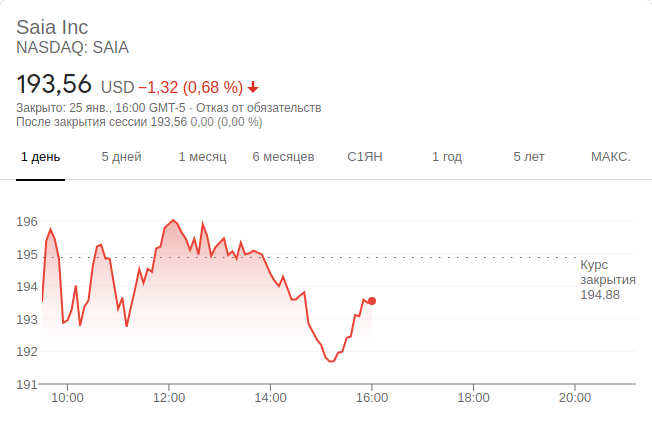 Saia Inc
NASDAQ: SAIA
193,56 USD −1,32 (0,68 %)
Закрыто: 25 янв., 16:00 GMT-5 · Отказ от обязательств
После закрытия сессии 193,56 0,00 (0,00 %)
1 день 5 дней 1 месяц 6 месяцев С1ЯН 1 год 5 лет МАКС.
196
195
Курс
закрытия
194,88
194
193
192
191
10:00 12:00 14:00 16:00 18:00 20:00